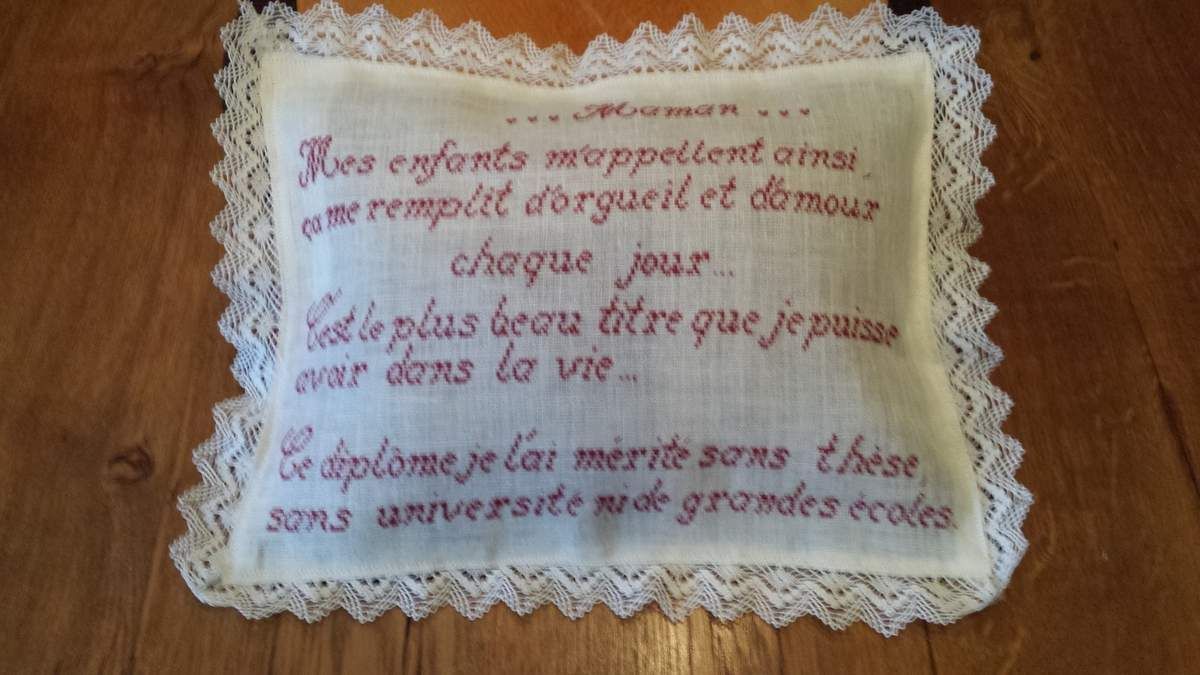 ... Maman ...
Mes enfants m'appellent ainsi,
ça me remplit d'orgueil et d'amour
chaque jour...
C'est le plus beau titre que je puisse
avoir dans la vie...
Ce diplôme je l'ai mérité sans thèse,
sans université ni de grandes écoles.